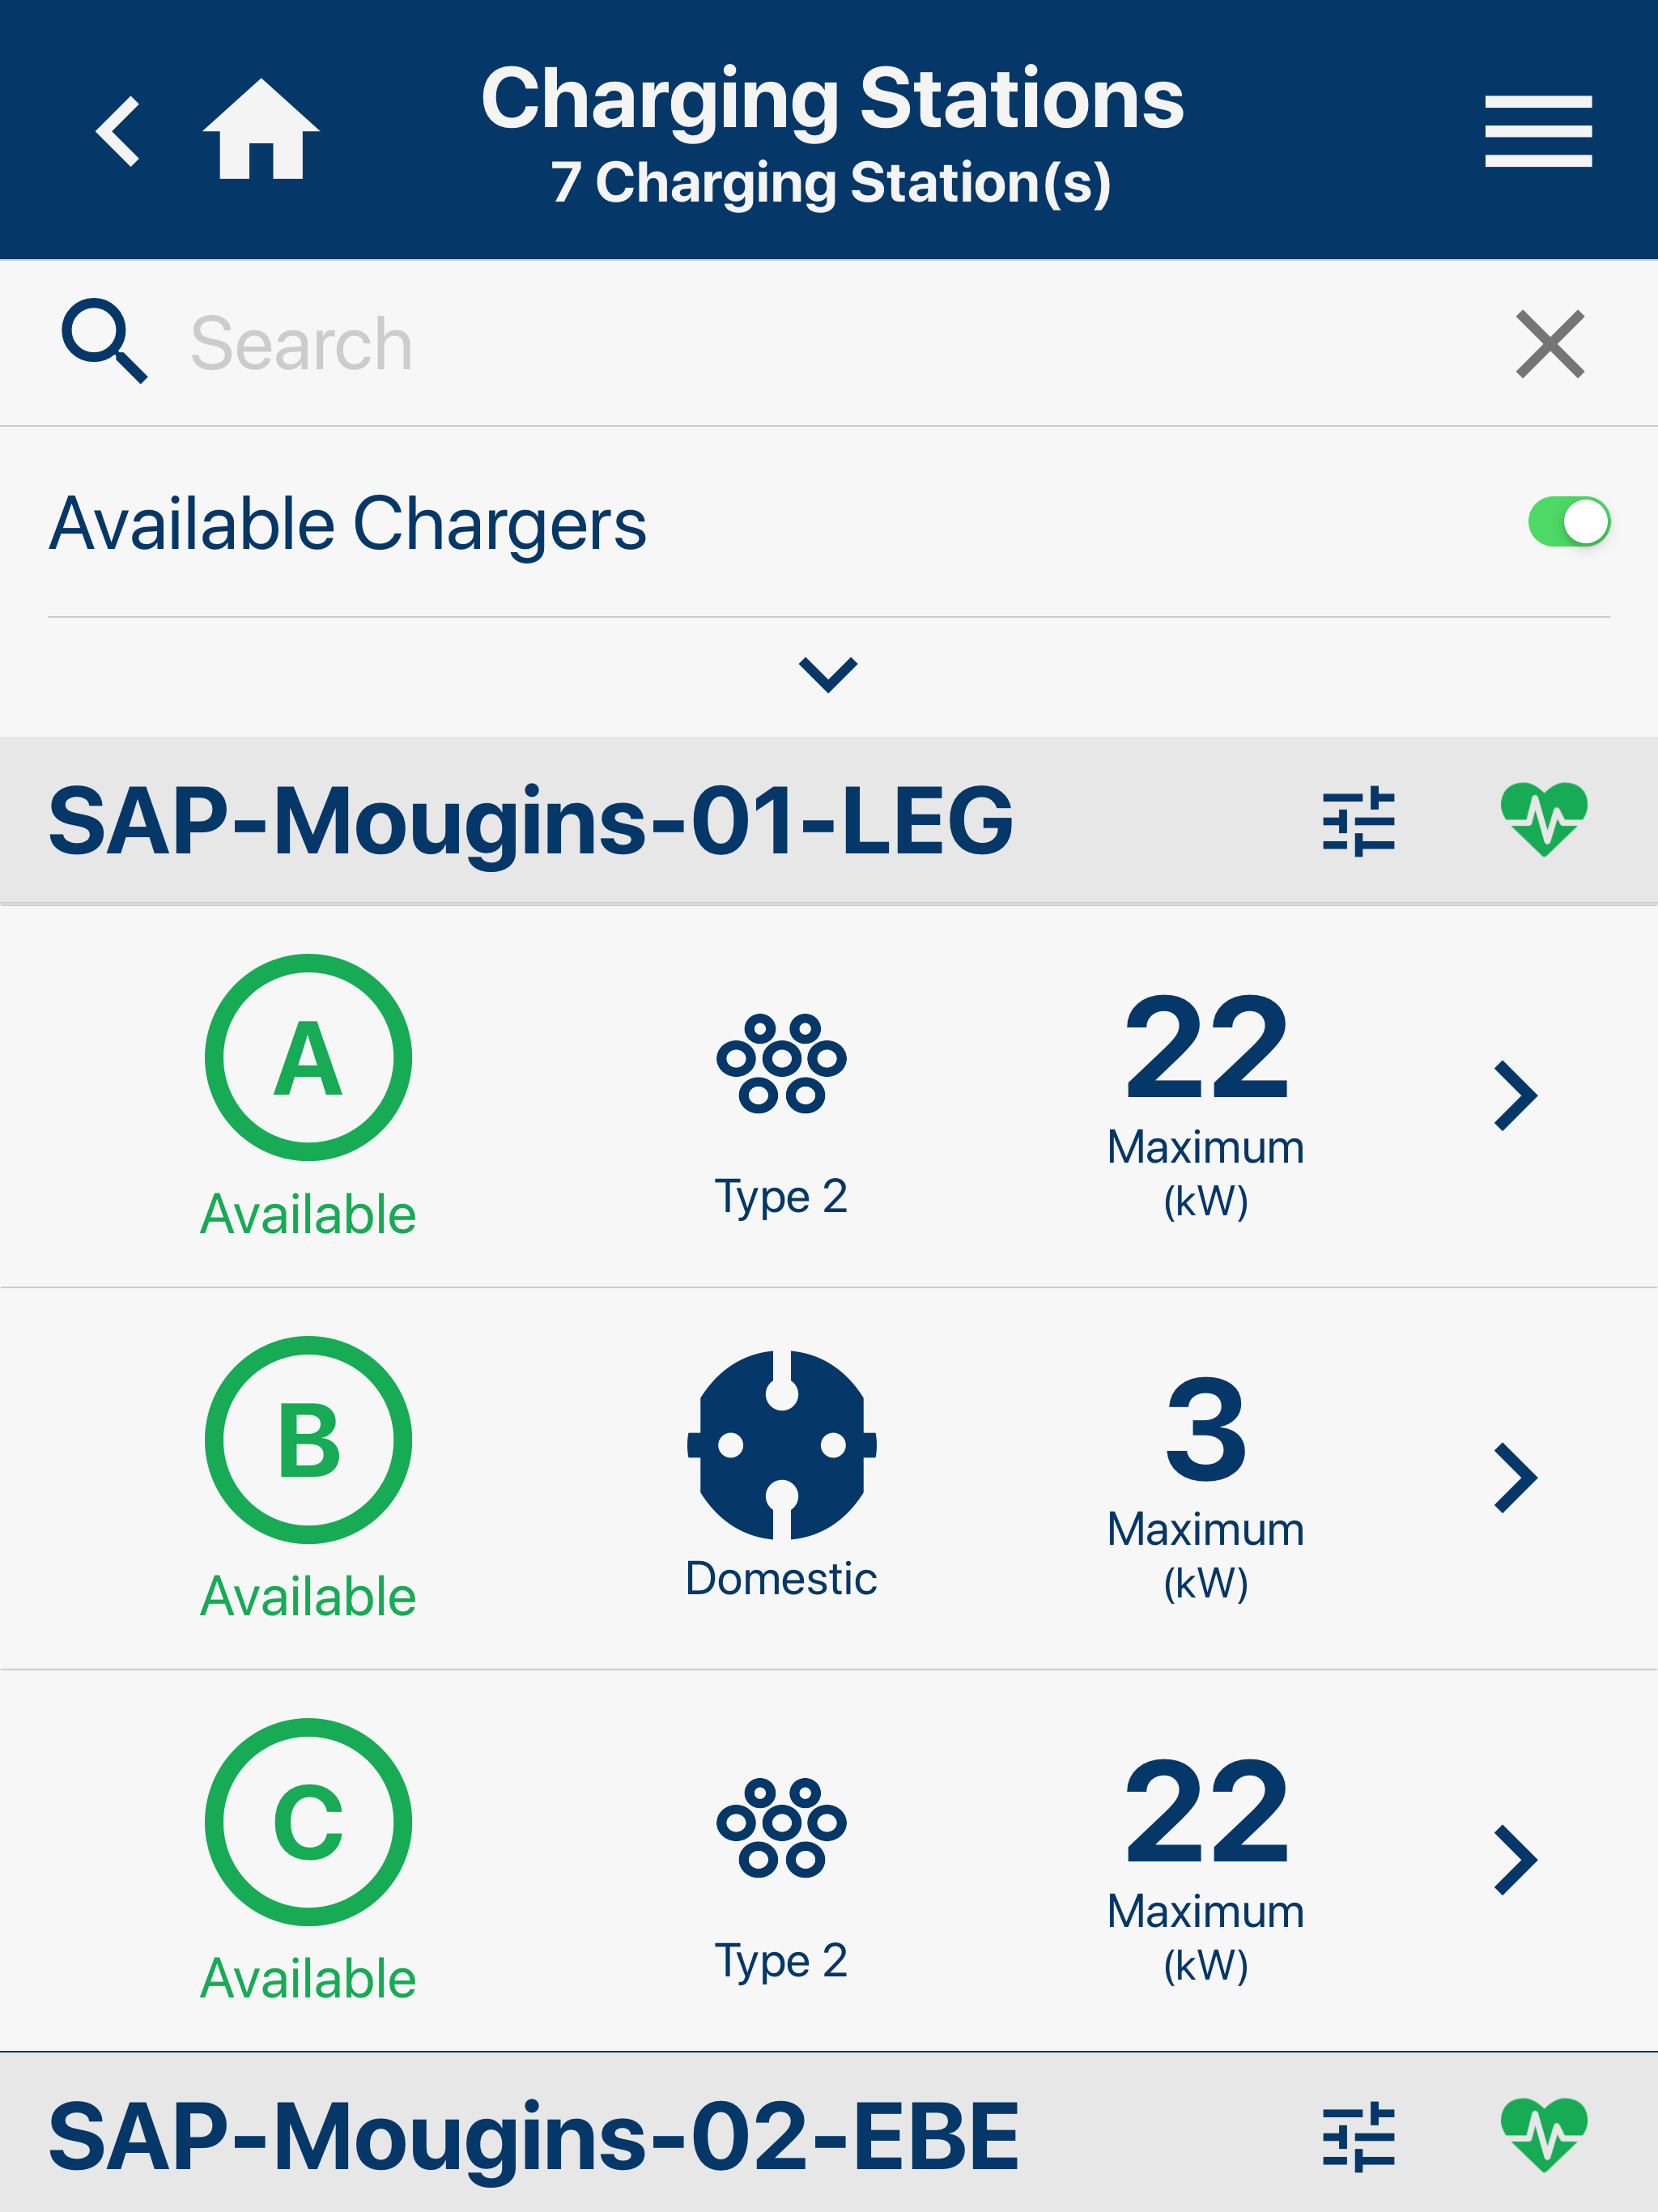 Charging Stations
7 Charging Station(s)
Search
Available Chargers
SAP-Mougins-01-LEG
A
Available
Type 2
22
Maximum
(kW)
B
Available
Domestic
3
Maximum
(kW)
C
Available
Type 2
22
Maximum
(kW)
SAP-Mougins-02-EBE